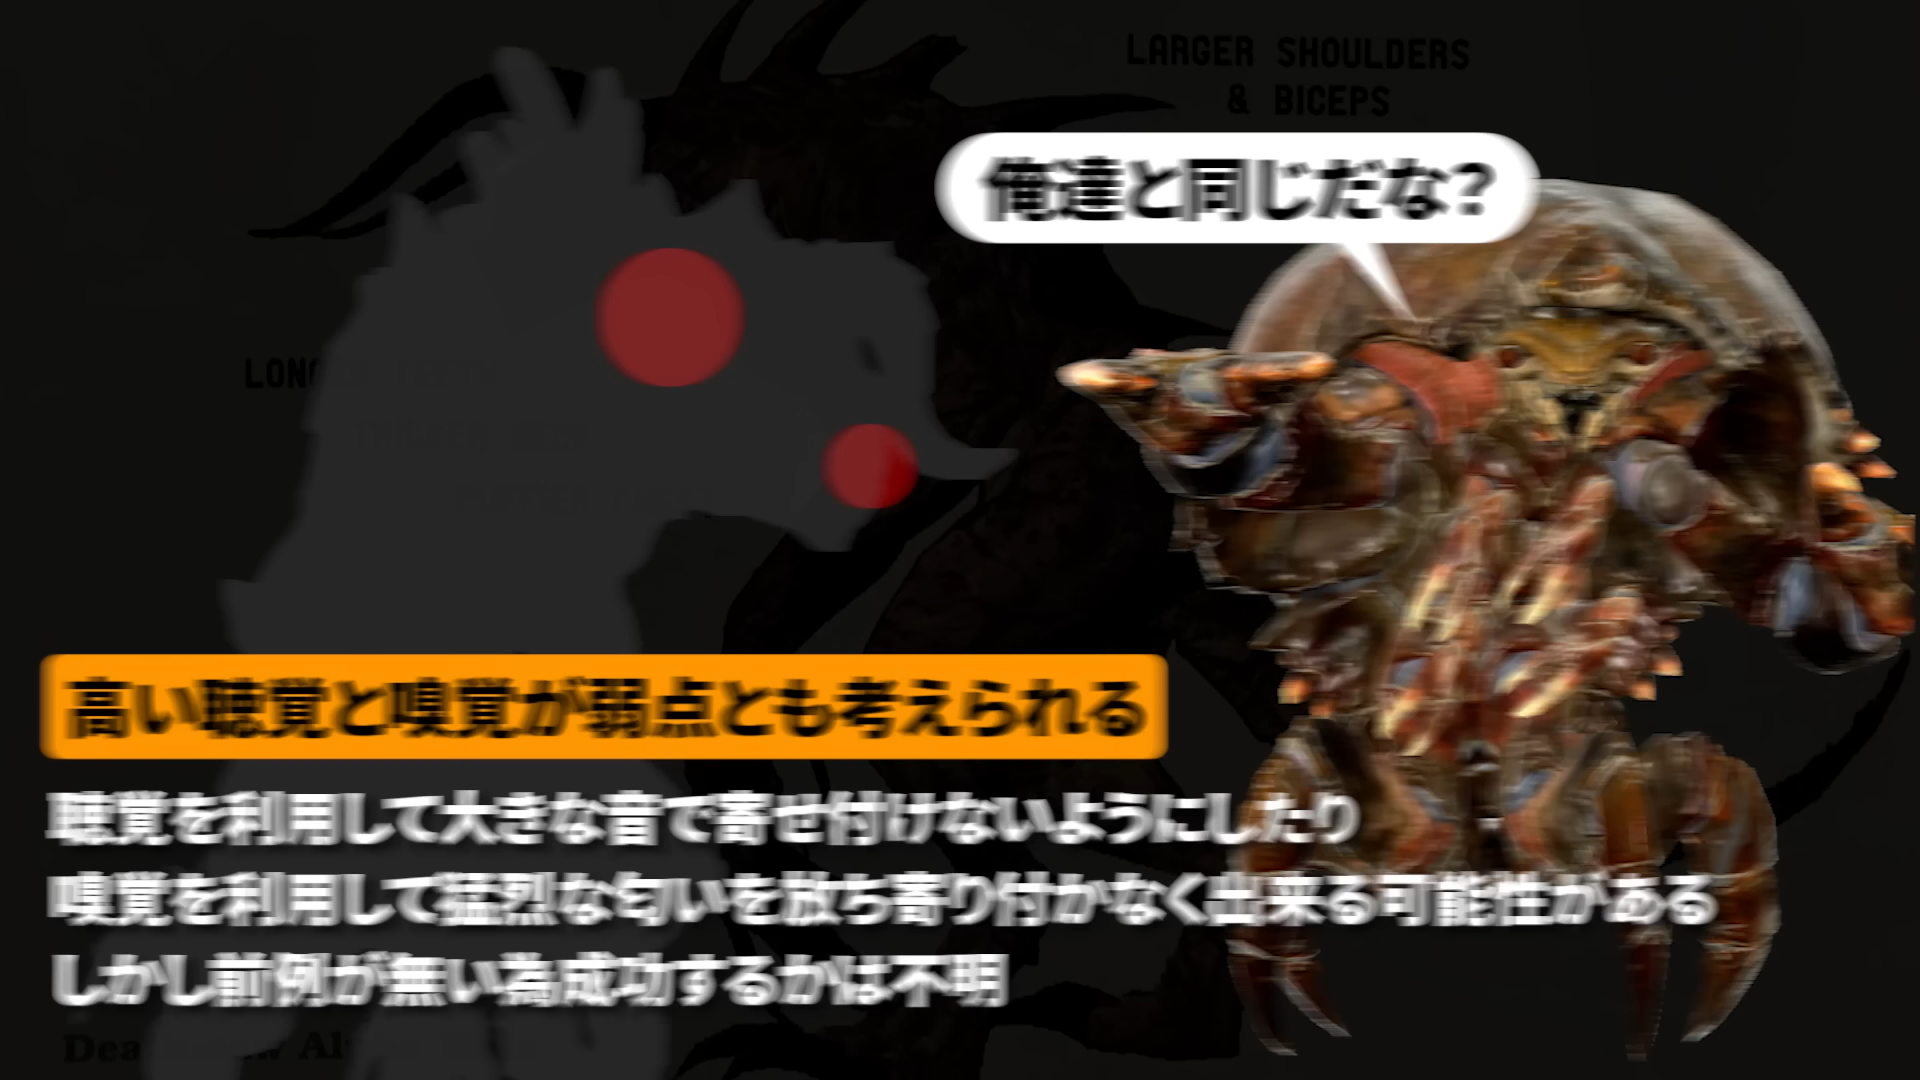 LARGER SHOULDERS
& BICEPS
俺達と同じだな？
LONG
高い聴覚と嗅覚が弱点とも考えられる
聴覚を利用して大きな音で寄せ付けないようにしたり
嗅覚を利用して猛烈な匂いを放ち寄り付かなく出来る可能性がある
しかし前例が無い為成功するかは不明